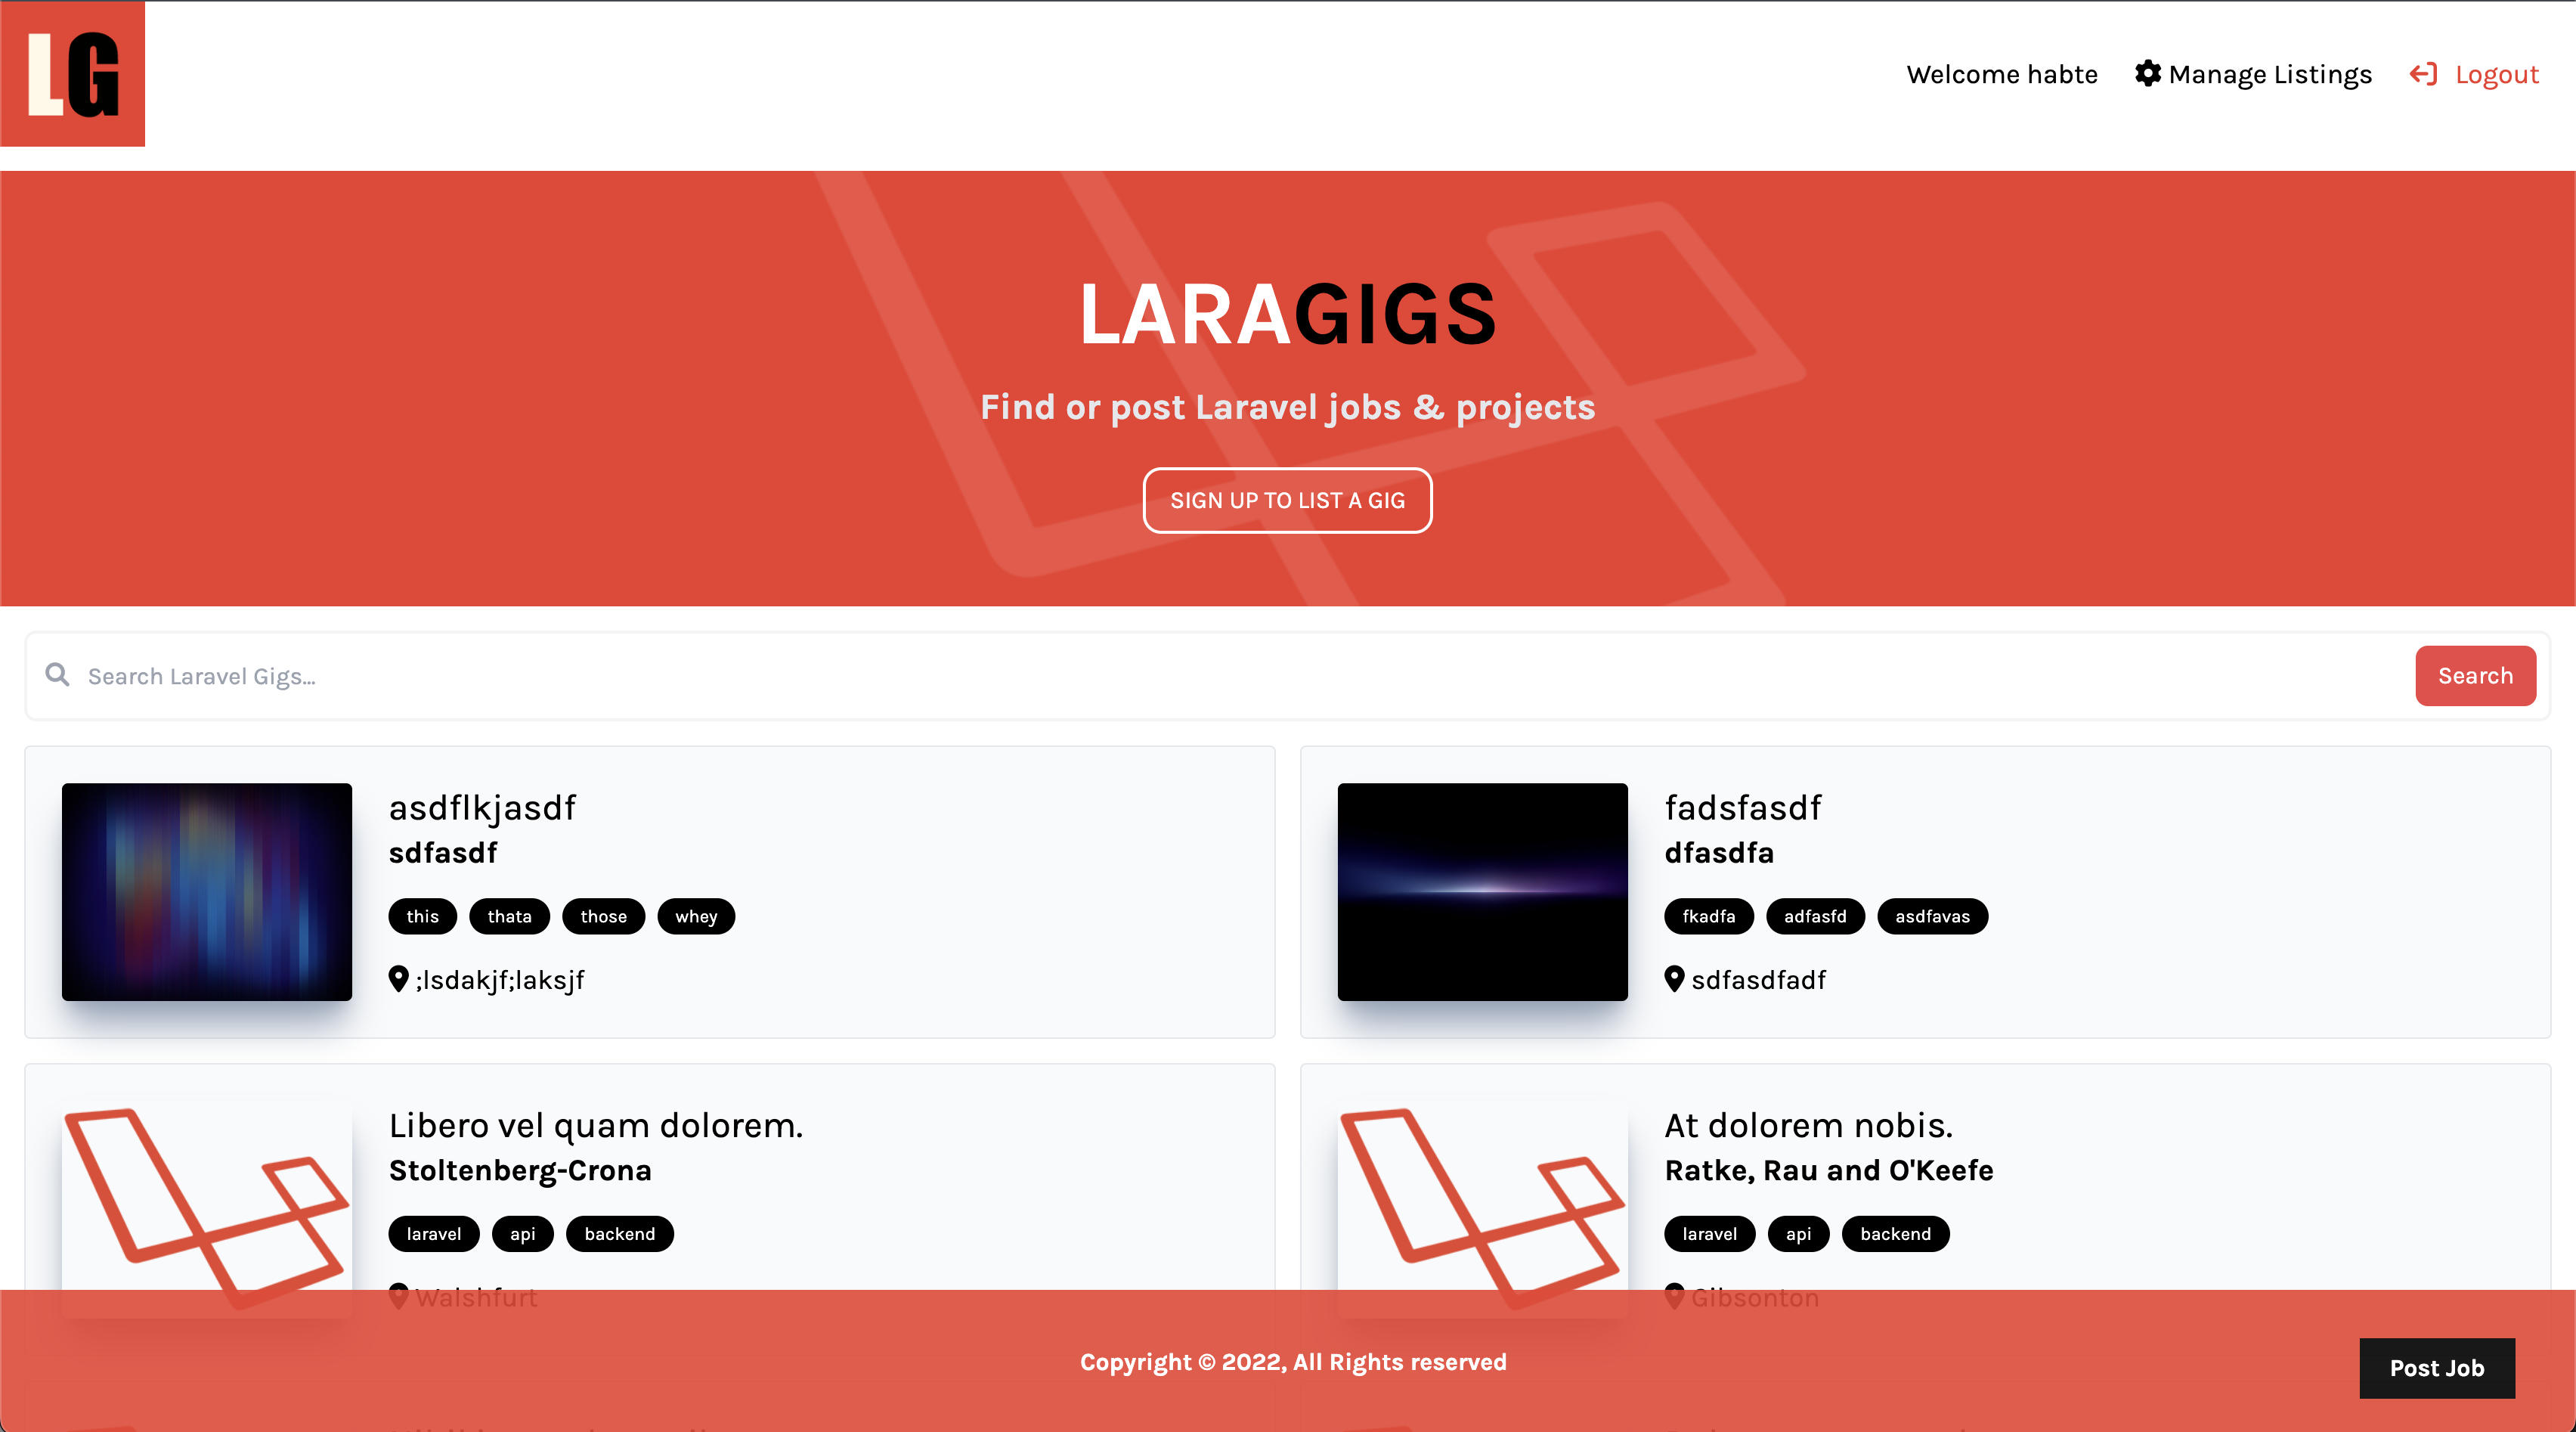 LG
Welcome habte
Manage Listings
Logout
LARAGIGS
Find or post Laravel jobs & projects
SIGN UP TO LIST A GIG
Search Laravel Gigs...
Search
asdflkjasdf
sdfasdf
this thata those whey
;lsdakjf;laksjf
fadsfasdf
dfasdfa
fkadfa adfasfd asdfavas
sdfasdfadf
Libero vel quam dolorem.
Stoltenberg-Crona
laravel api backend
Walshfurt
At dolorem nobis.
Ratke, Rau and O'Keefe
laravel api backend
Gibsonton
Copyright © 2022, All Rights reserved
Post Job